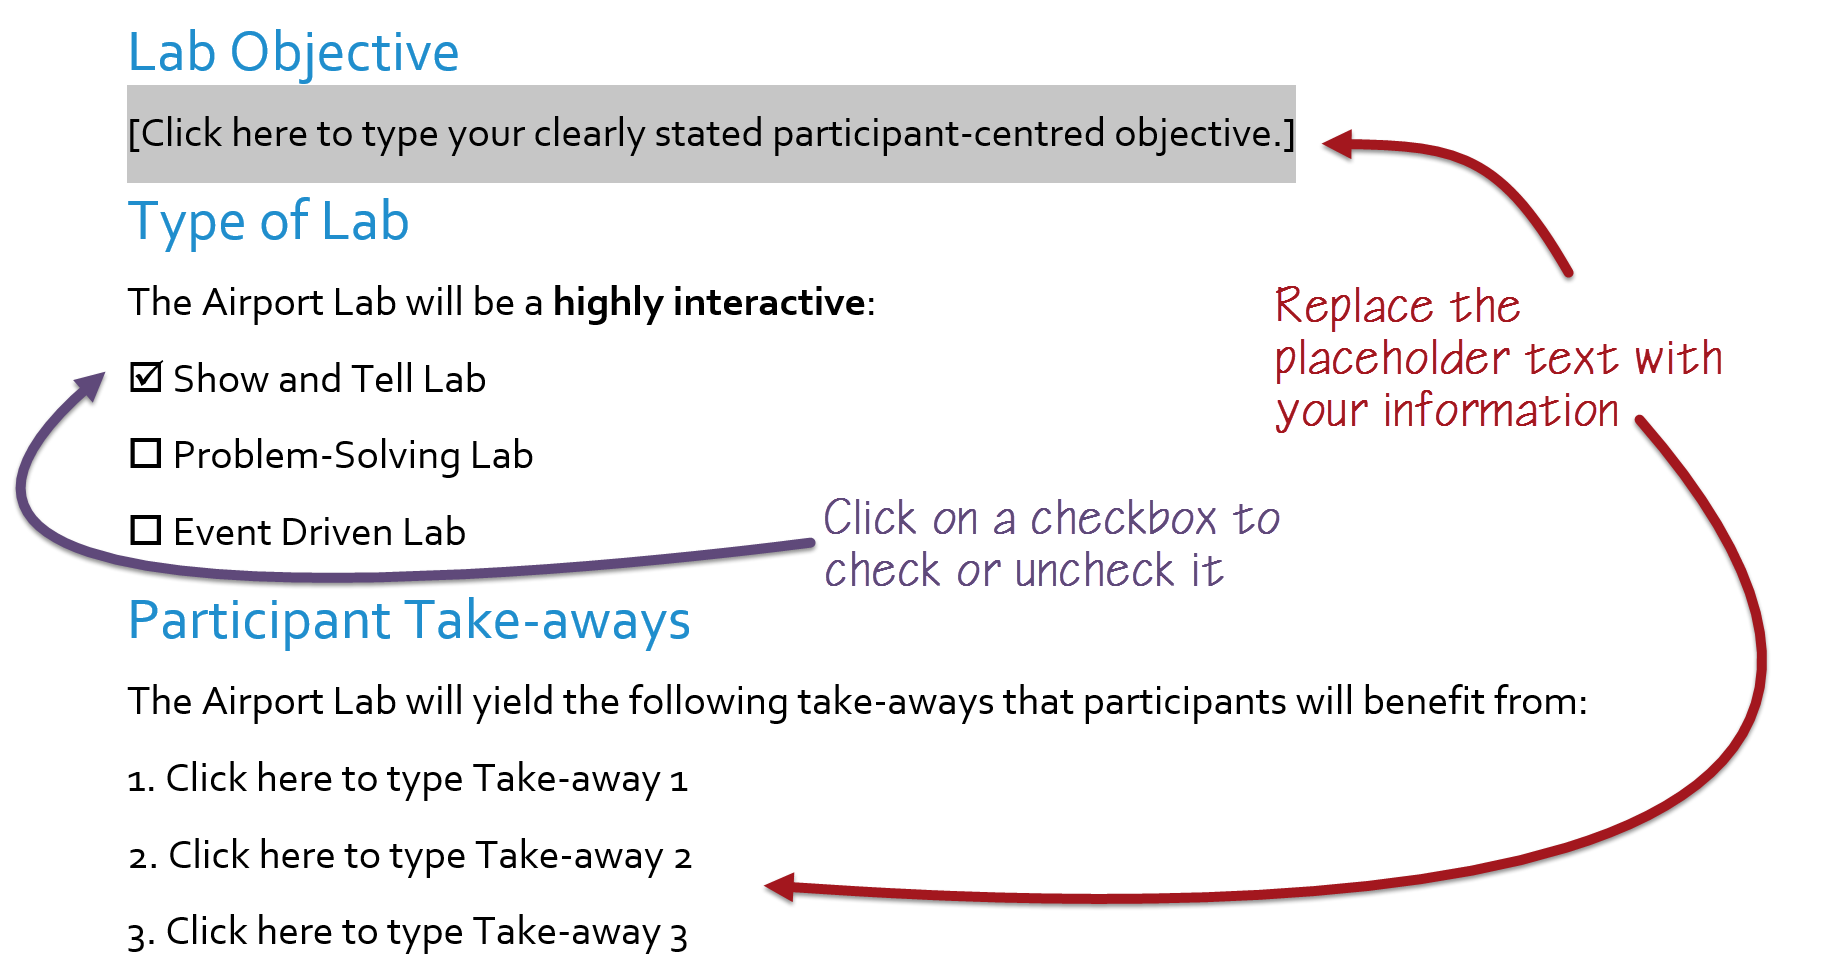 Lab Objective
[Click here to type your clearly stated participant-centred objective.]
Type of Lab
The Airport Lab will be a highly interactive:
Replace the
placeholder text with
your information
☑ Show and Tell Lab
☐ Problem-Solving Lab
☐ Event Driven Lab
Click on a checkbox to
check or uncheck it
Participant Take-aways
The Airport Lab will yield the following take-aways that participants will benefit from:
1. Click here to type Take-away 1
2. Click here to type Take-away 2
3. Click here to type Take-away 3